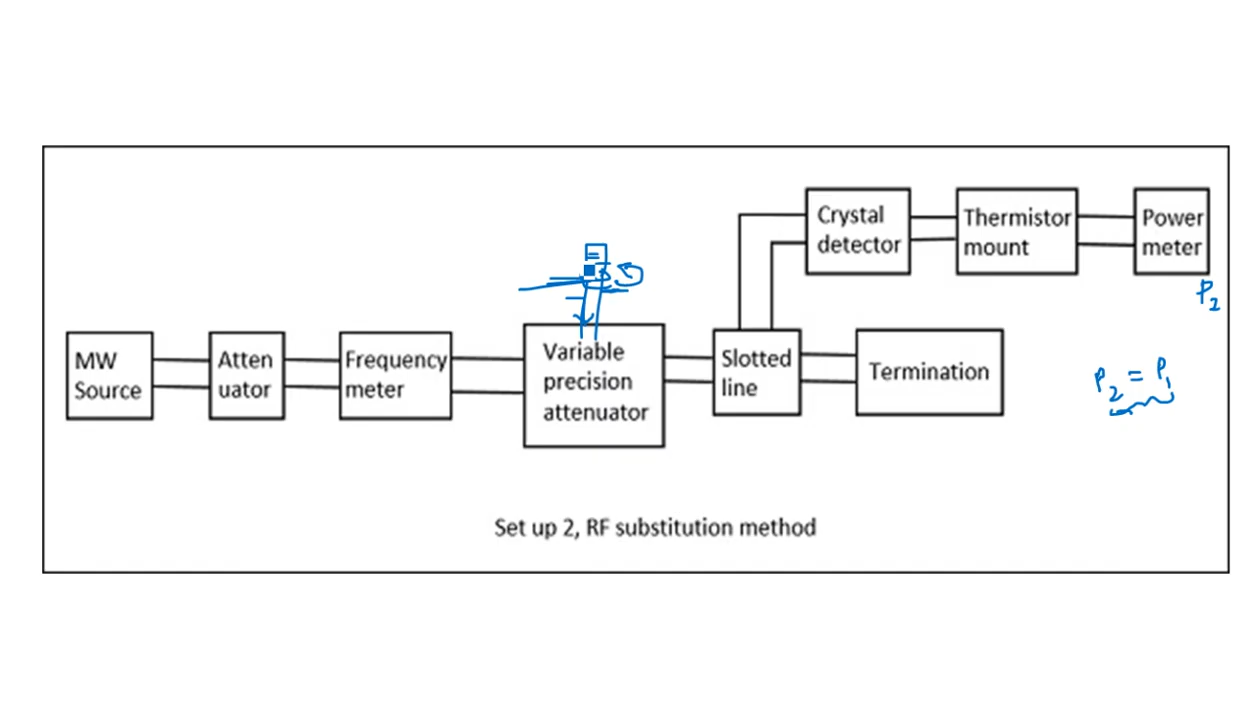 Crystal
detector
Thermistor
mount
Power
meter
P2
MW
Source
Atten
uator
Frequency
meter
Variable
precision
attenuator
Slotted
line
Termination
P2 = P1
Set up 2, RF substitution method